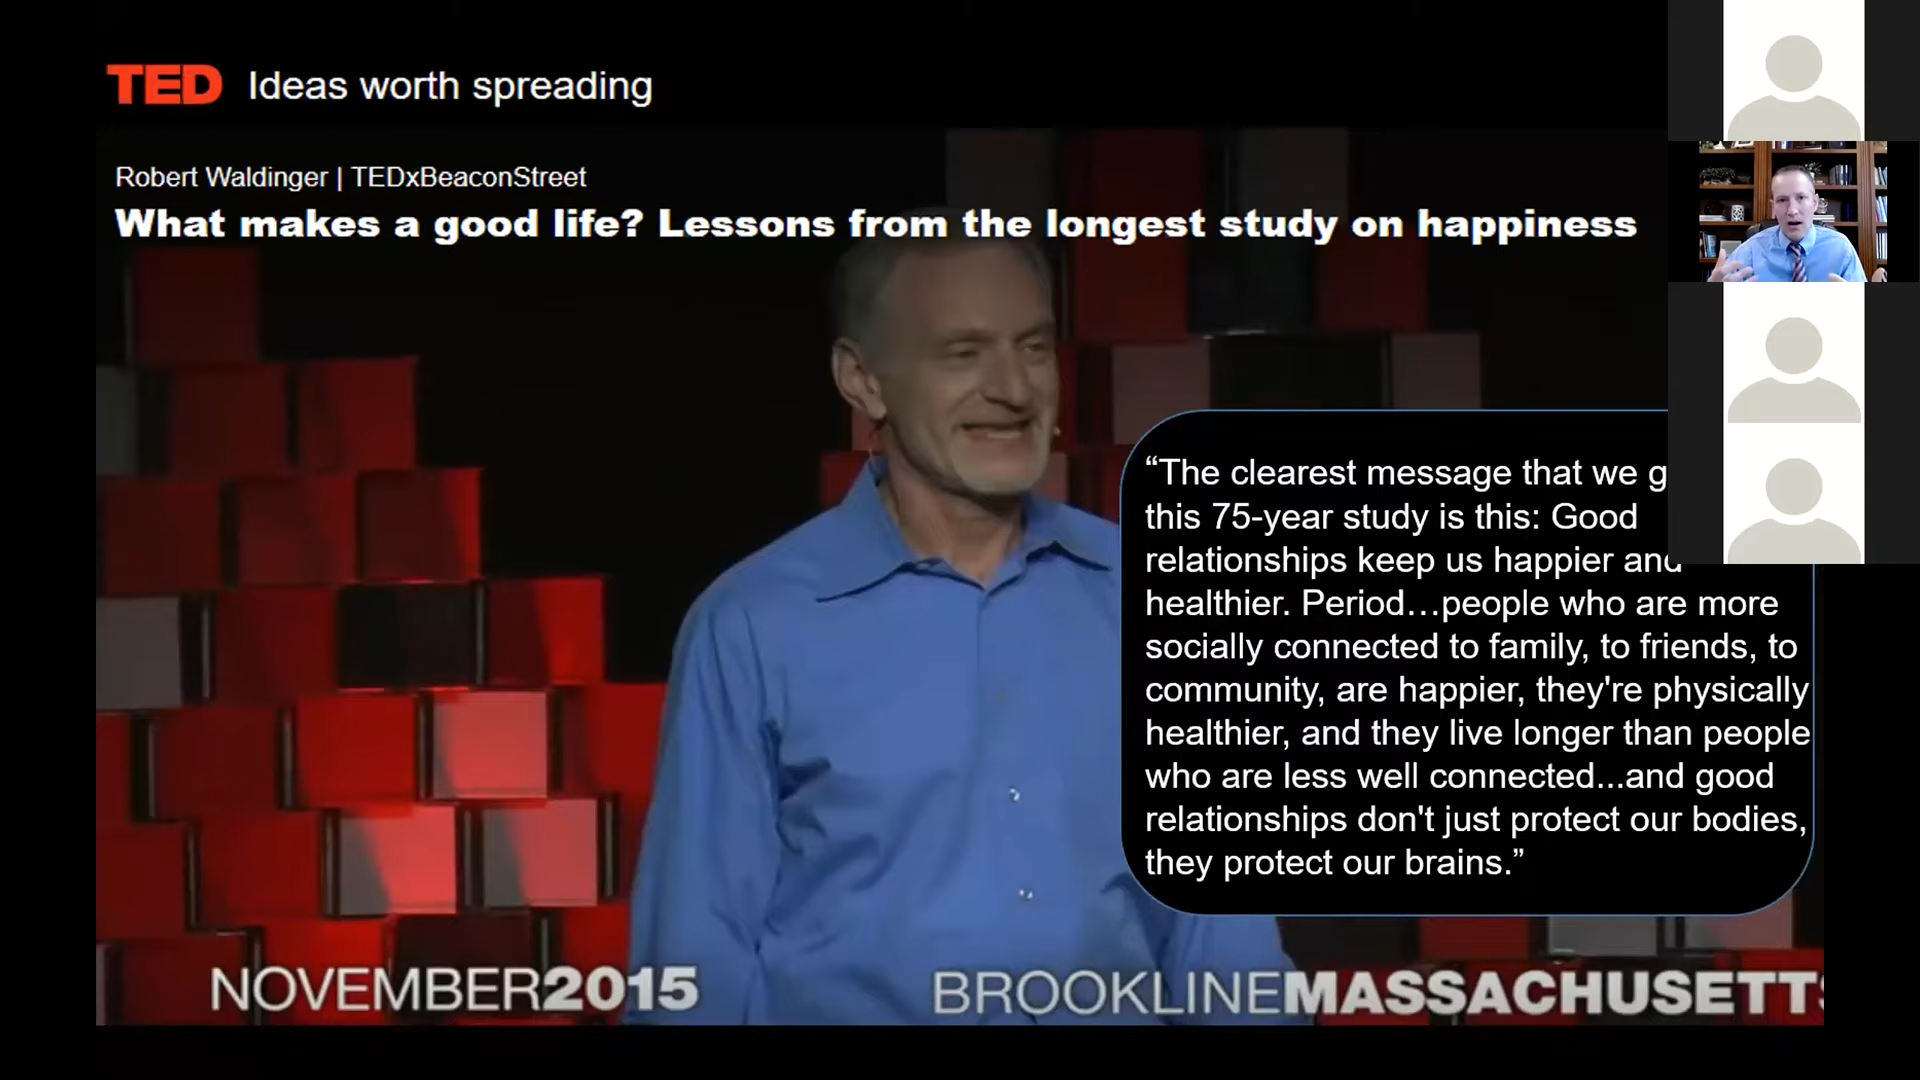 TED Ideas worth spreading
Robert Waldinger | TEDxBeaconStreet
What makes a good life? Lessons from the longest study on happiness
“The clearest message that we
this 75-year study is this: Good
relationships keep us happier and
healthier. Period…people who are more
socially connected to family, to friends, to
community, are happier, they're physically
healthier, and they live longer than people
who are less well connected...and good
relationships don't just protect our bodies,
they protect our brains.”
NOVEMBER2015
BROOKLINEMASSACHUSETTS